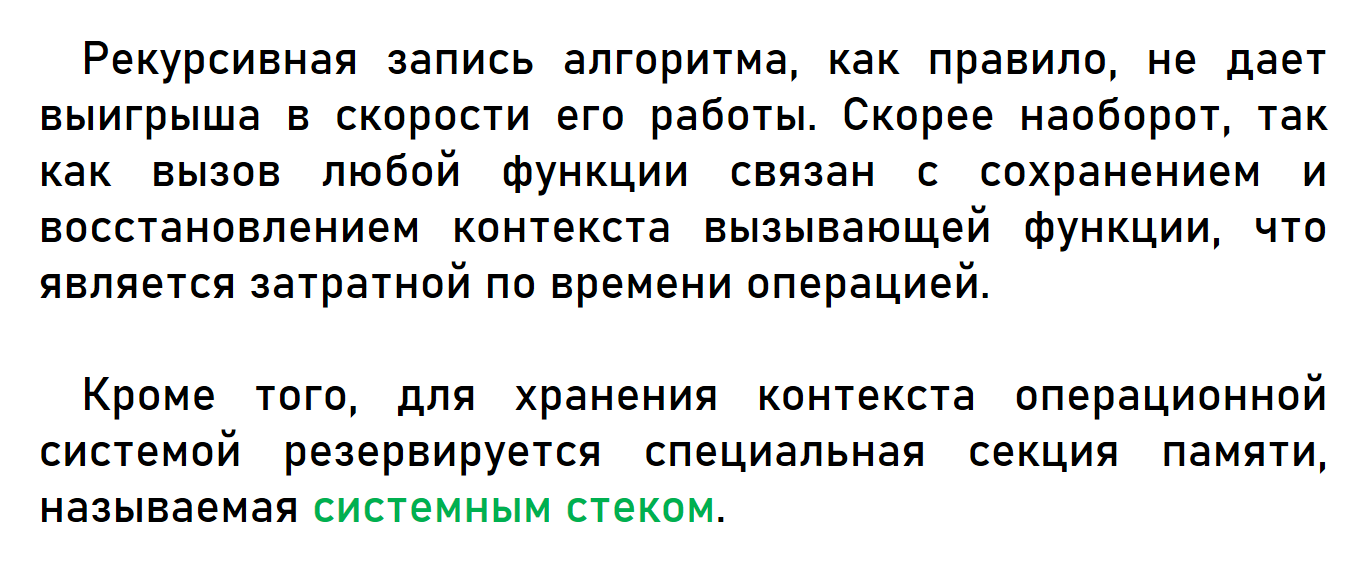 Рекурсивная запись алгоритма, как правило, не дает
выигрыша в скорости его работы. Скорее наоборот, так
как вызов любой функции связан с сохранением и
восстановлением контекста вызывающей функции, что
является затратной по времени операцией.
Кроме того, для хранения контекста операционной
системой резервируется специальная секция памяти,
называемая системным стеком.